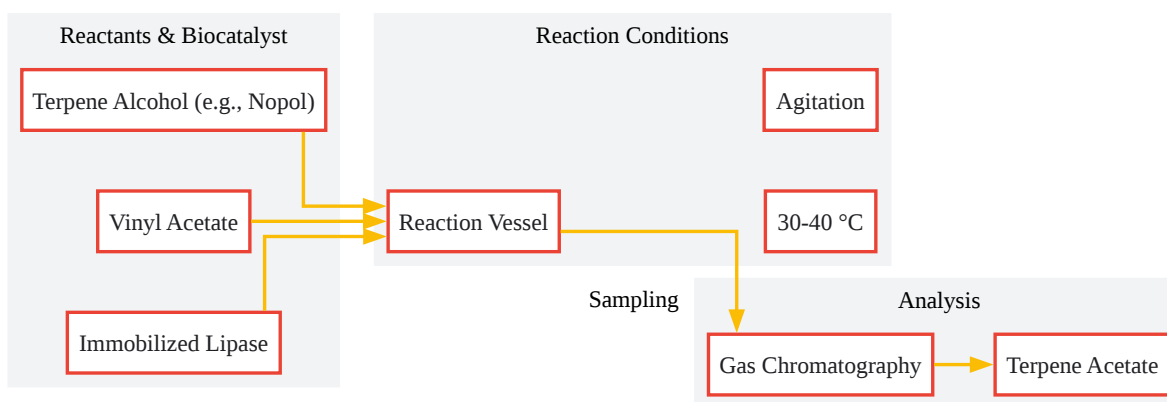 Reactants & Biocatalyst
Terpene Alcohol (e.g., Nopol)
Vinyl Acetate
Immobilized Lipase
Reaction Conditions
Agitation
Reaction Vessel
30-40 °C
Sampling
Analysis
Gas Chromatography
Terpene Acetate